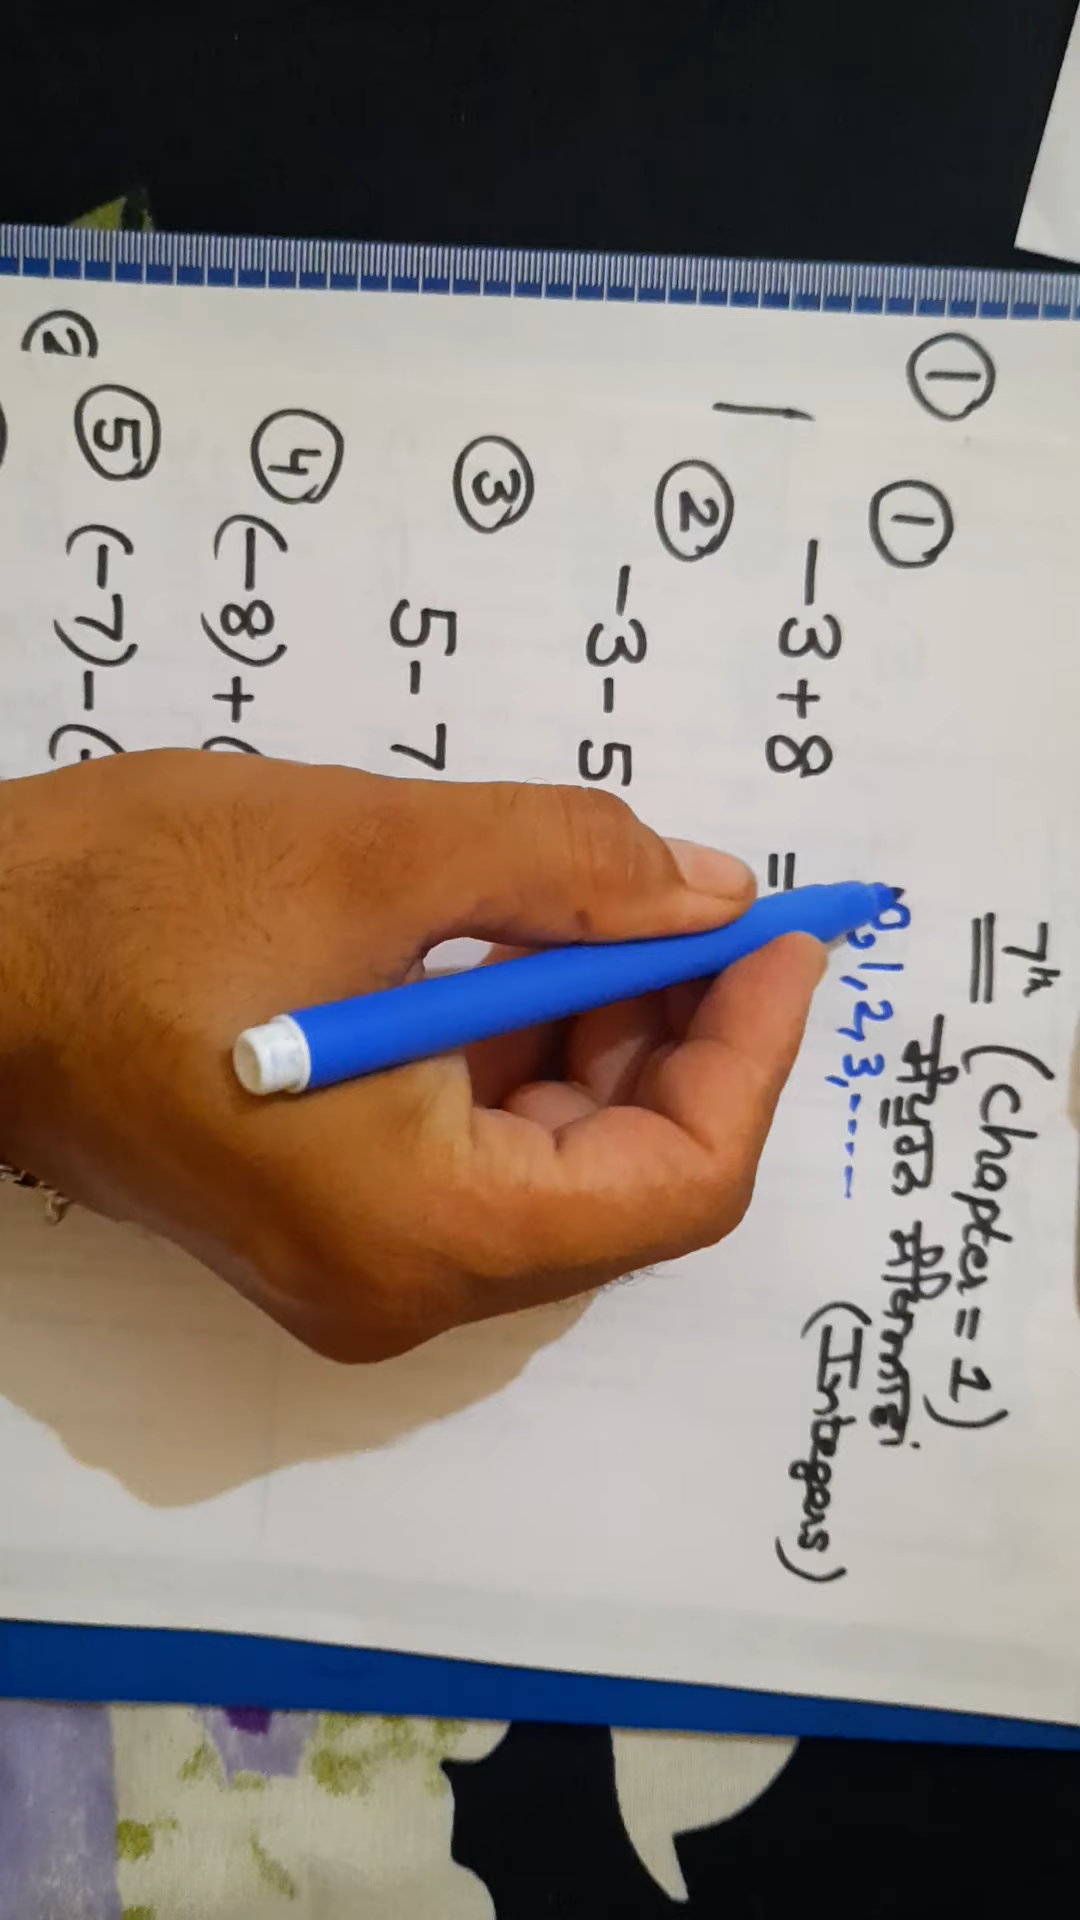 7th (Chapter = 1)
(Integers)
0, 1, 2, 3, ----
①
① -3+8 =
② -3-5
③ 5-7
④ (-8)+(
⑤ (-7)-(-
②